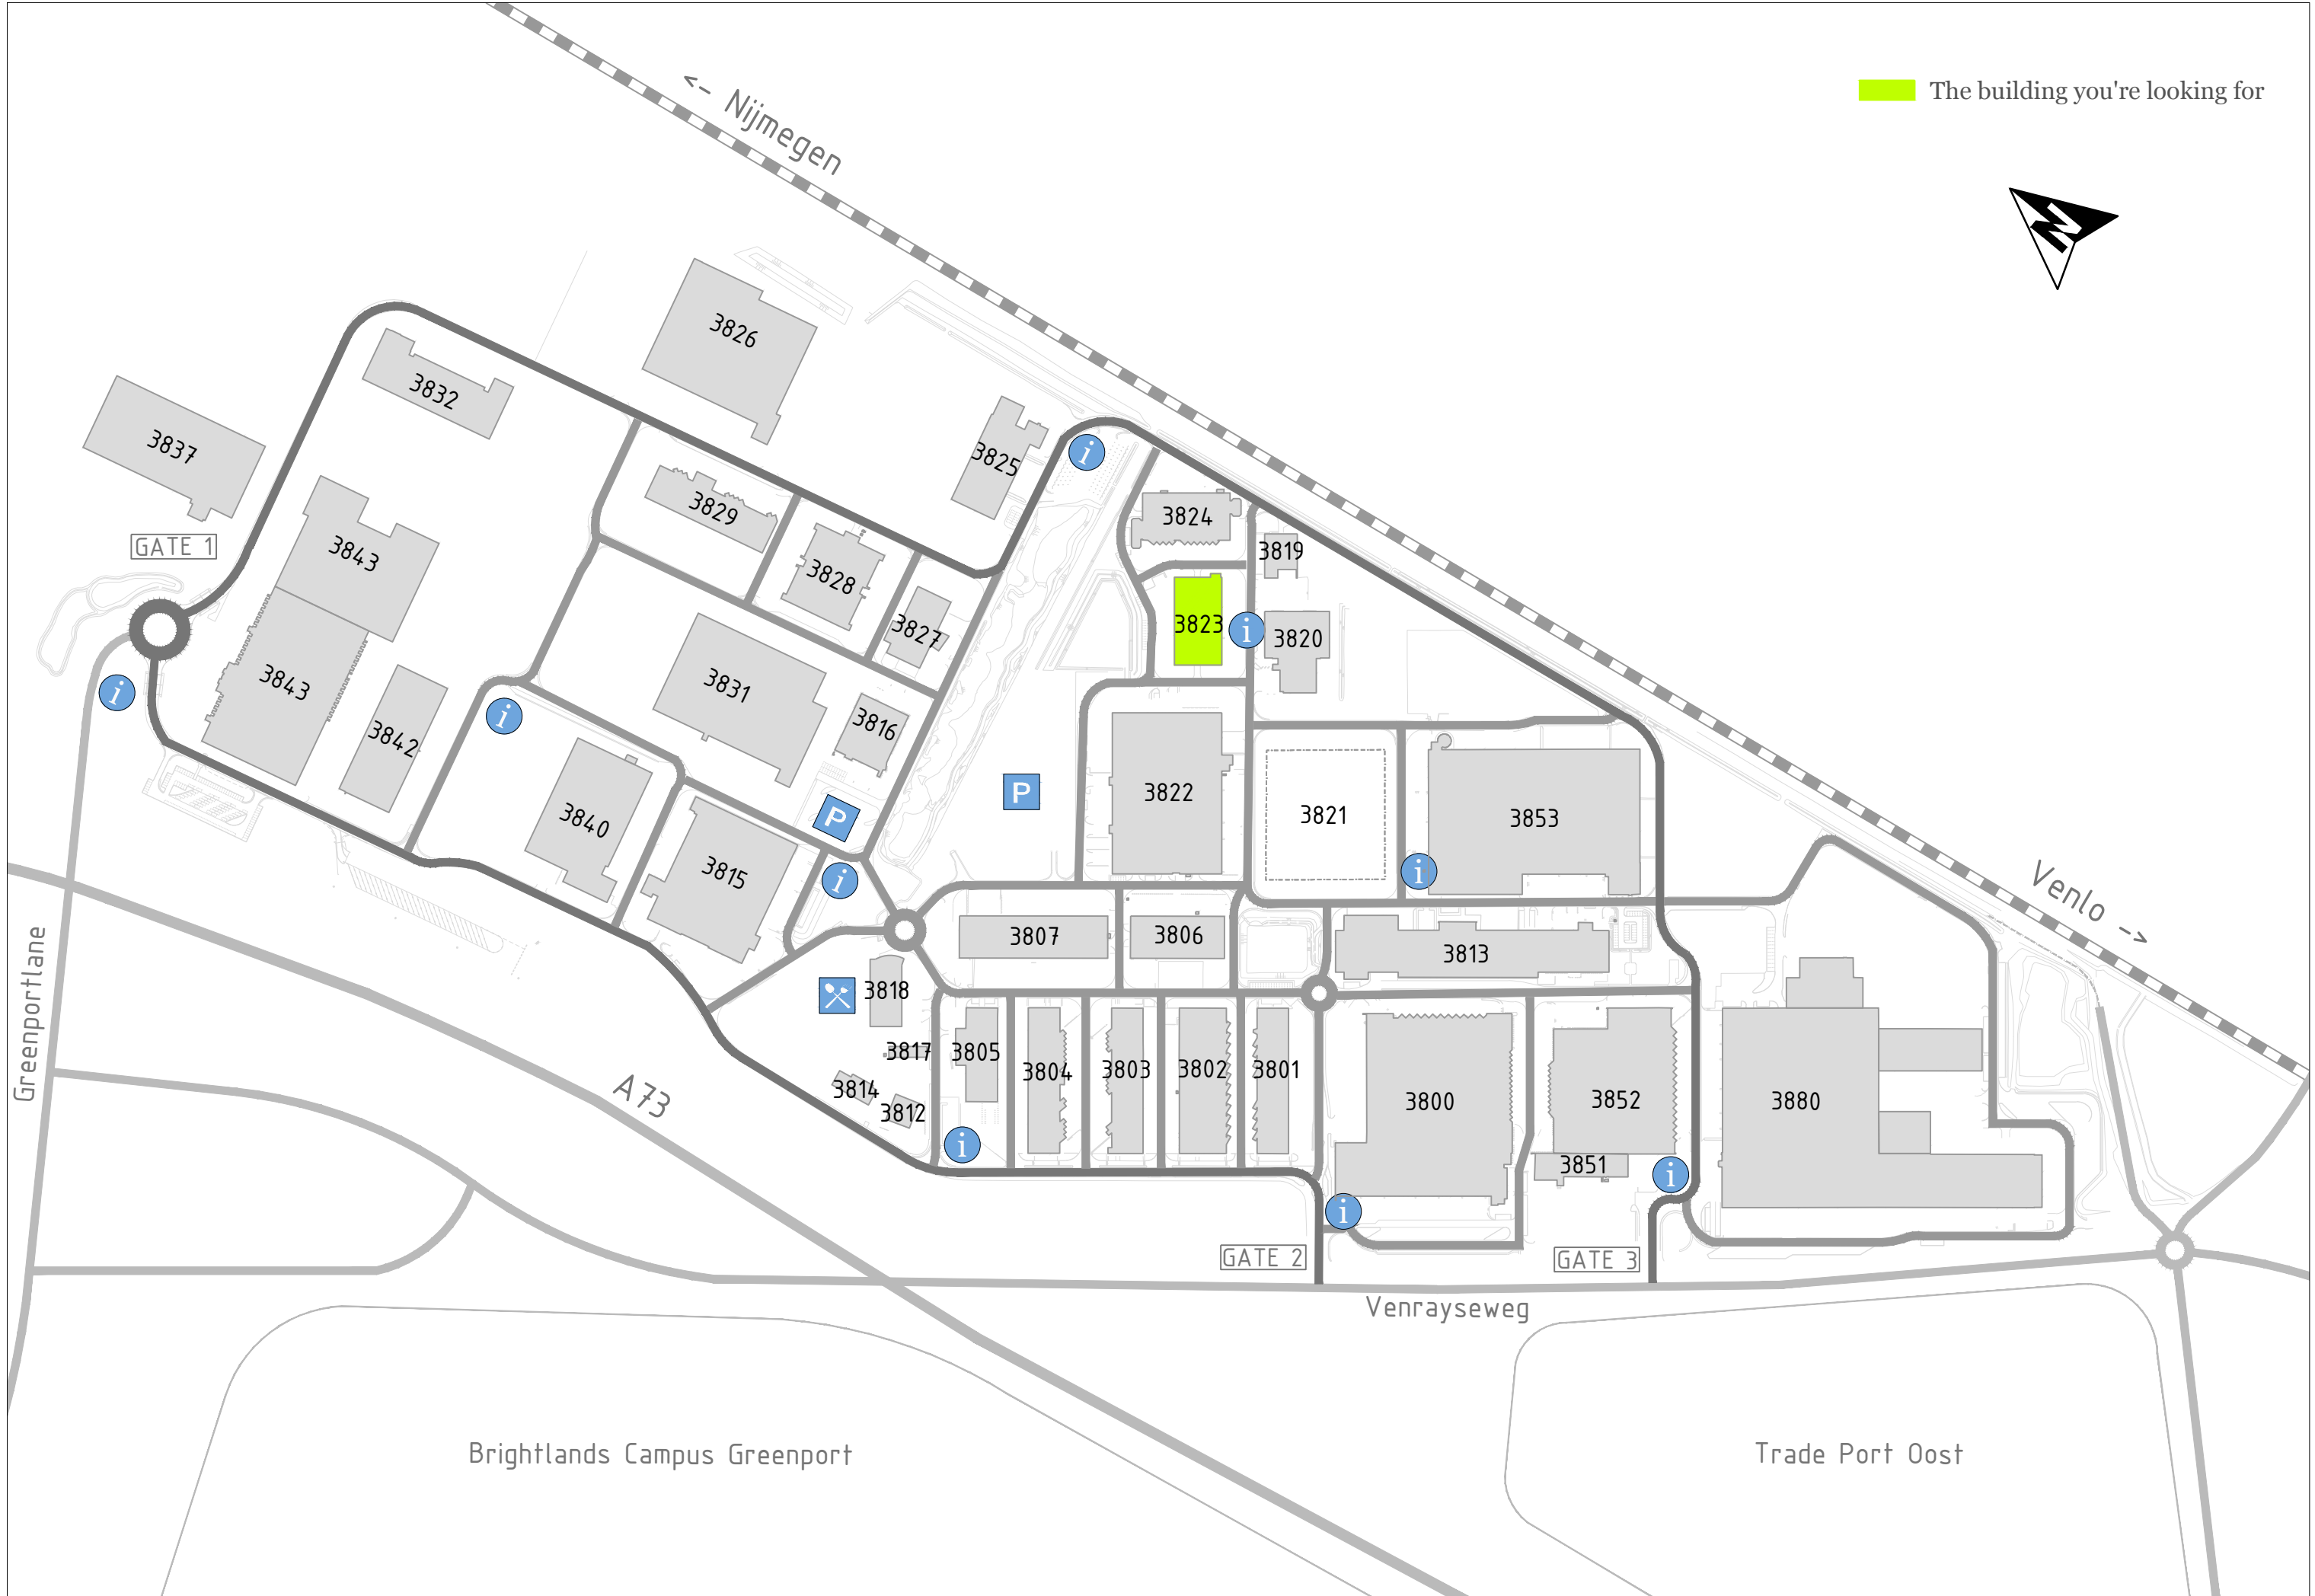 <- Nijmegen
The building you're looking for
N
3826
3832
3837
3825
3829
3824
GATE 1
3843
3819
3828
3823
i
3827
3820
3843
3831
3816
3842
P
3822
3821
3853
3840
P
3815
Venlo ->
3807
3806
3813
3818
Greenportlane
3817
3805
3804
3803
3802
3801
3800
3852
3880
A73
3814
3812
3851
GATE 2
GATE 3
Venrayseweg
Brightlands Campus Greenport
Trade Port Oost
i
i
i
i
i
i
i
i